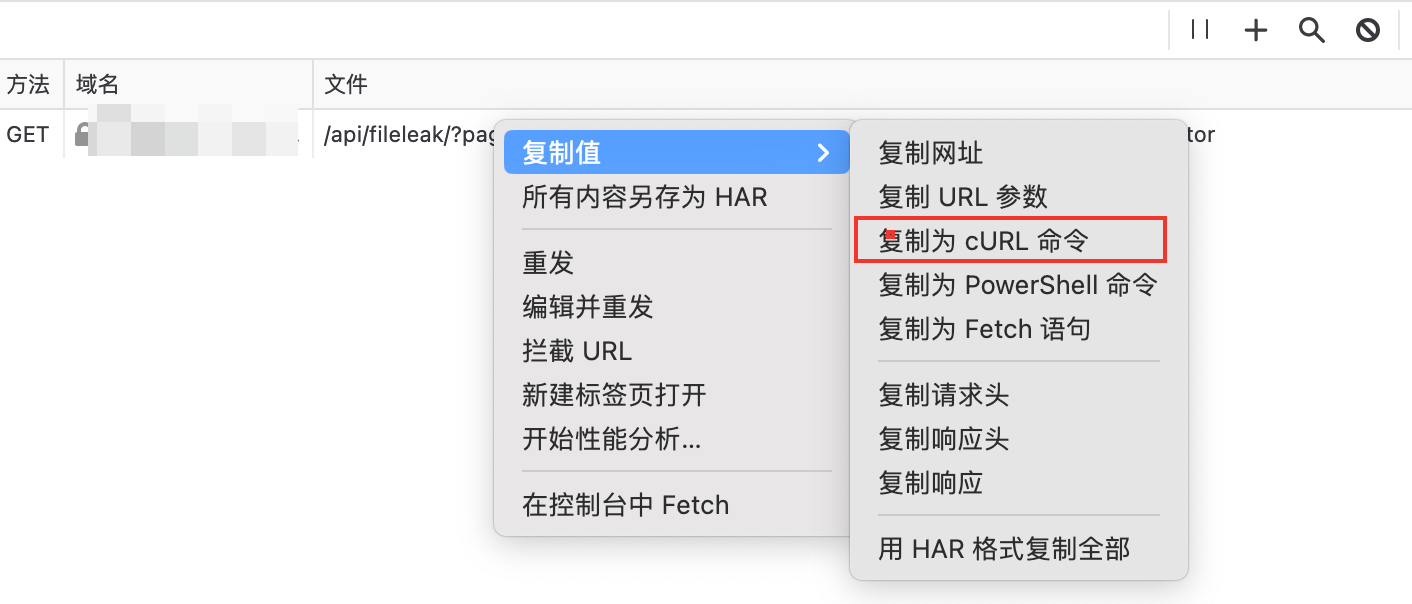 方法 域名 文件
GET /api/fileleak/?pag tor
复制值
所有内容另存为 HAR
重发
编辑并重发
拦截 URL
新建标签页打开
开始性能分析...
在控制台中 Fetch
复制网址
复制 URL 参数
复制为 cURL 命令
复制为 PowerShell 命令
复制为 Fetch 语句
复制请求头
复制响应头
复制响应
用 HAR 格式复制全部